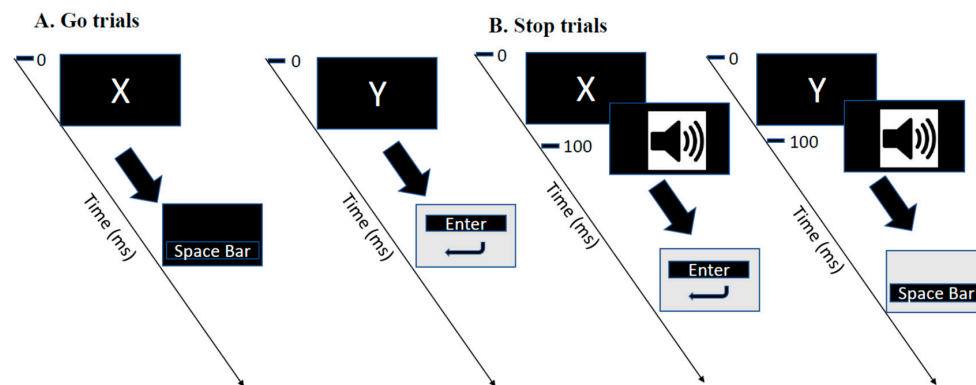 A. Go trials
0
X
Space Bar
Time (ms)
0
Y
Enter
Time (ms)
B. Stop trials
0
X
100
Enter
Time (ms)
0
Y
100
Space Bar
Time (ms)